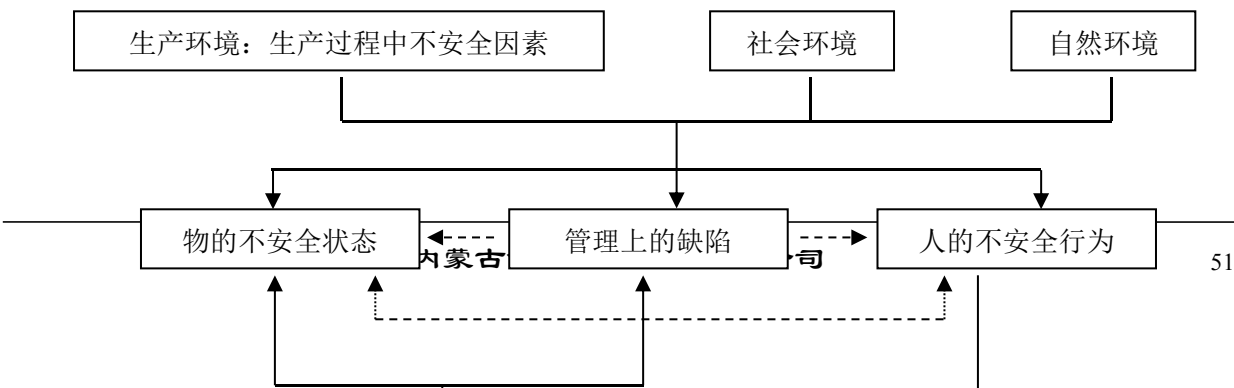 生产环境：生产过程中不安全因素
社会环境
自然环境
物的不安全状态
管理上的缺陷
人的不安全行为
内蒙古
司
51